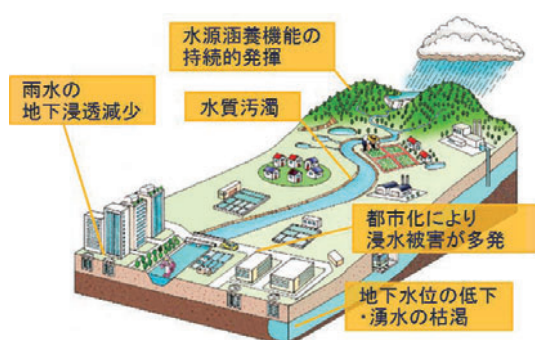 水源涵養機能の
持続的発揮
雨水の
地下浸透減少
水質汚濁
都市化により
浸水被害が多発
地下水位の低下
・湧水の枯渇